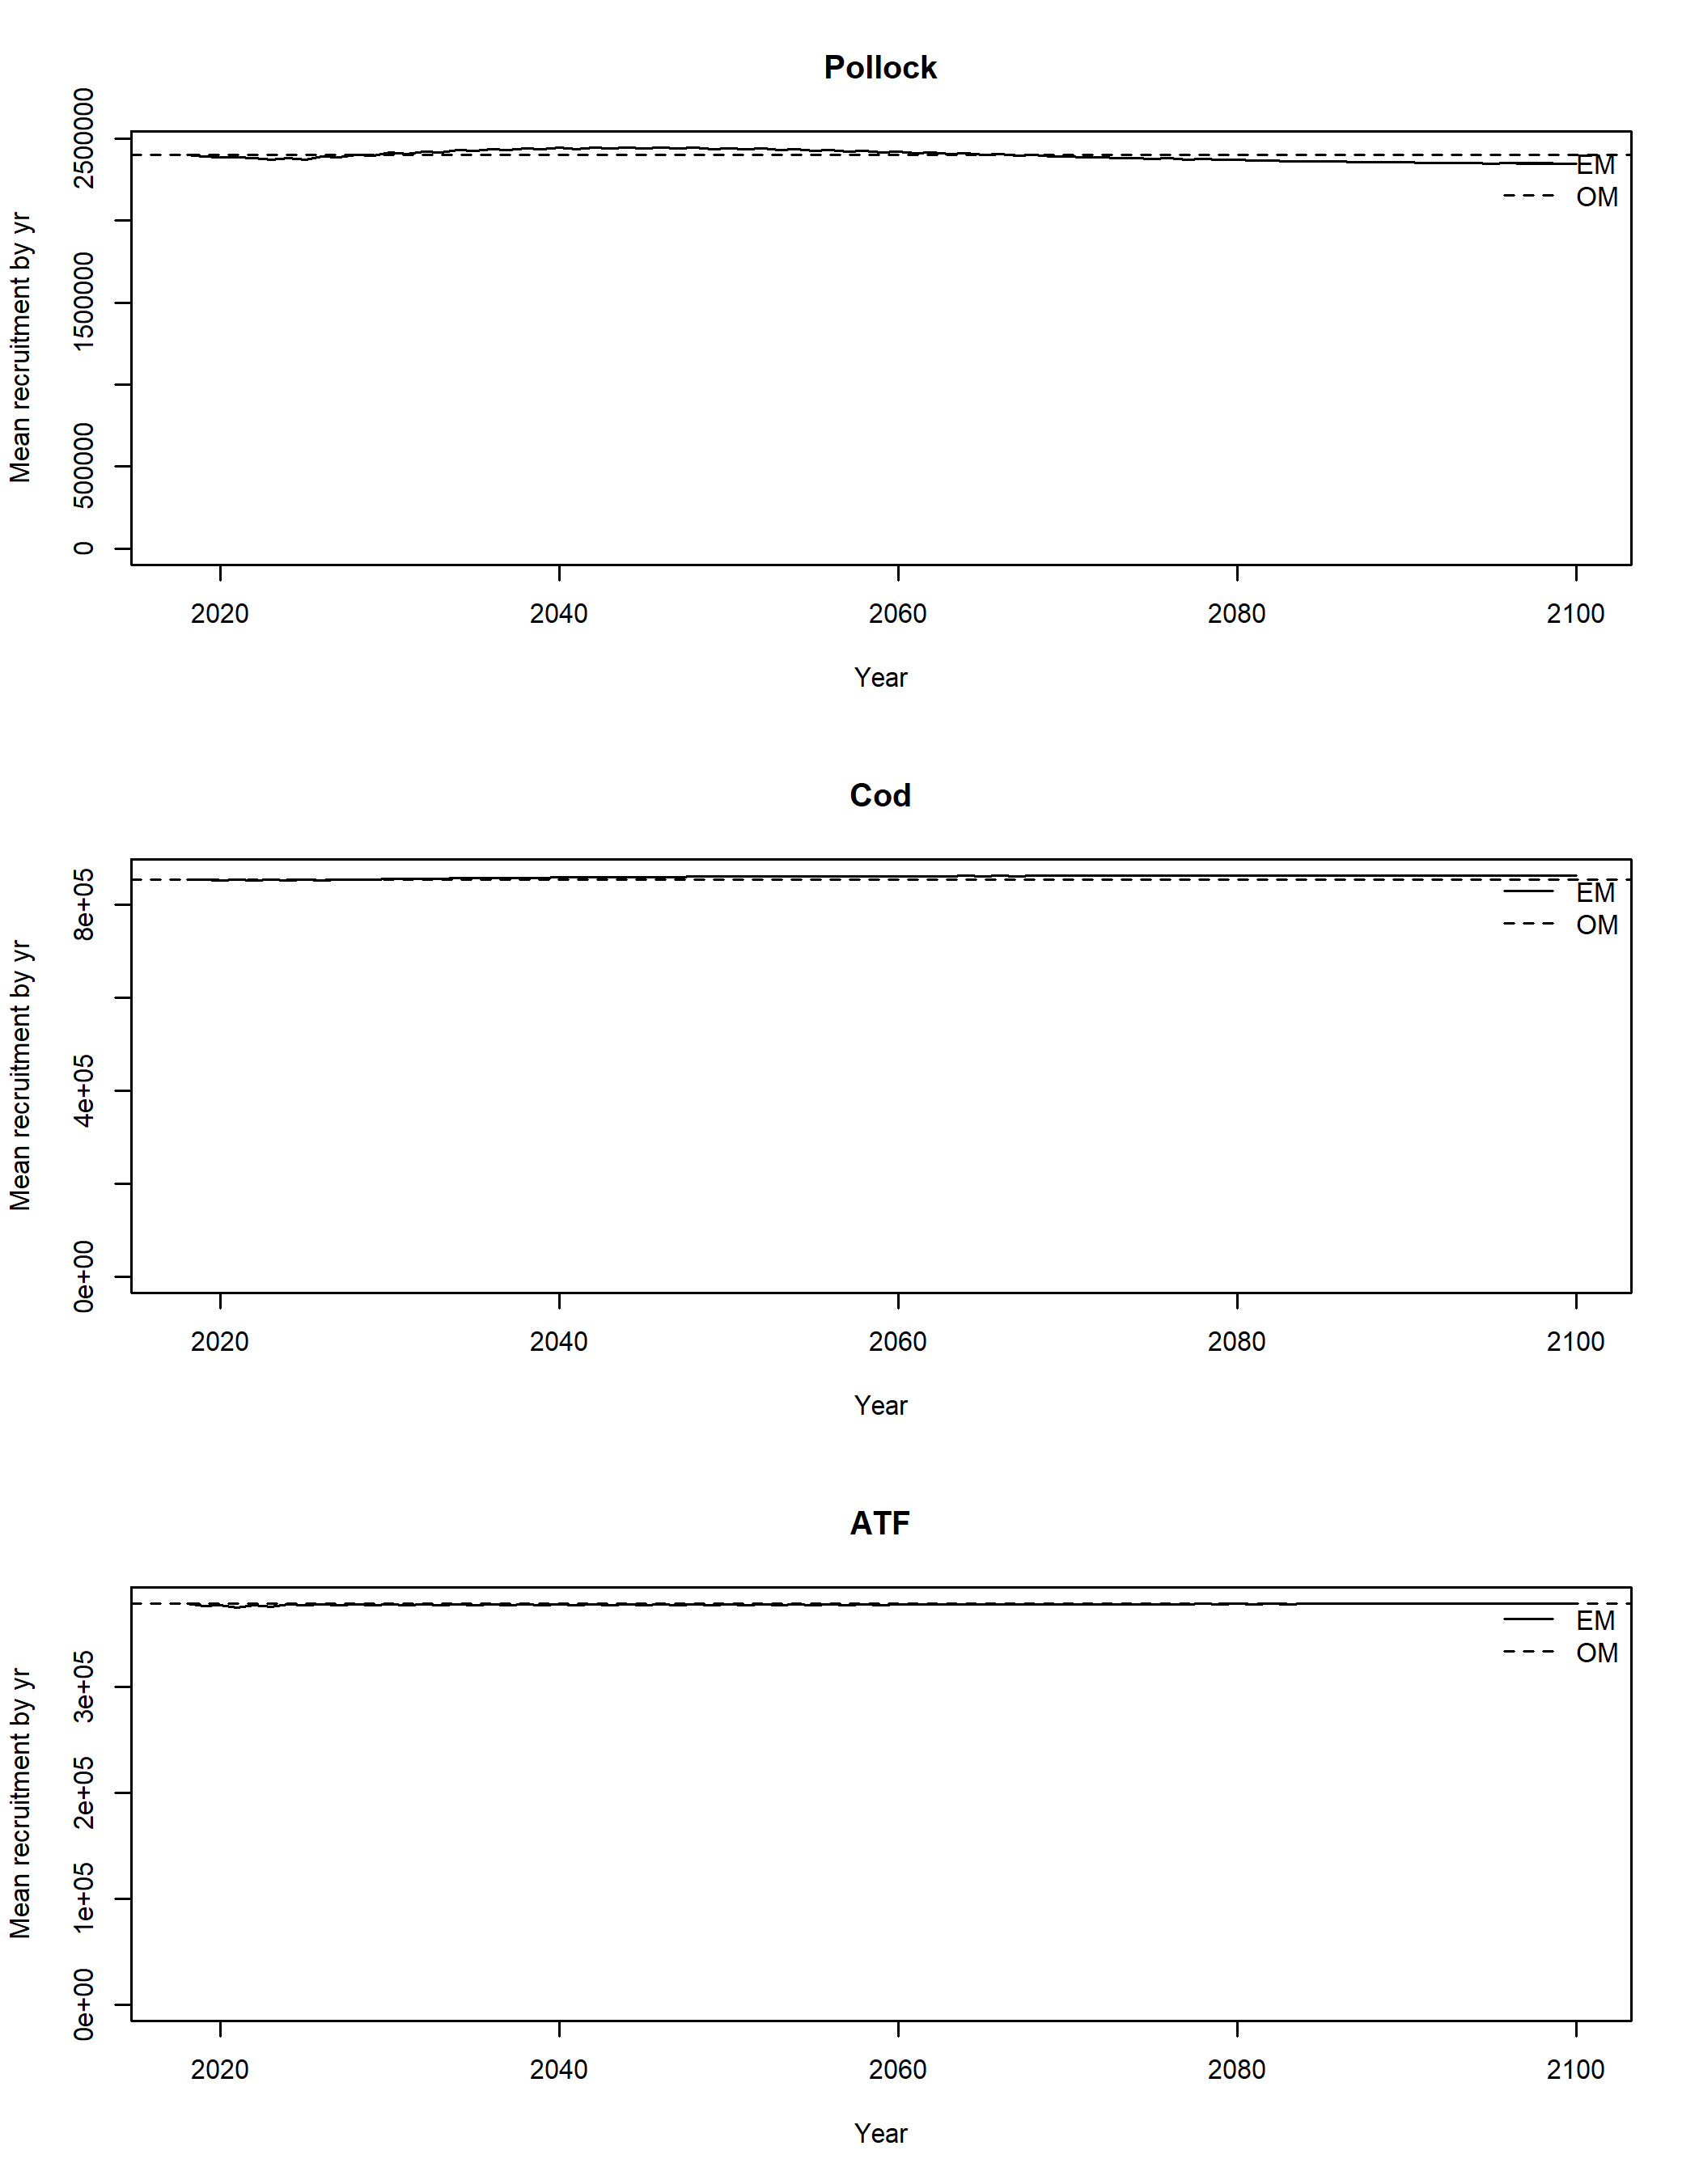 Pollock
Mean recruitment by yr
2500000
1500000
500000
0
EM
OM
2020 2040 2060 2080 2100
Year
Cod
Mean recruitment by yr
8e+05
4e+05
0e+00
EM
OM
2020 2040 2060 2080 2100
Year
ATF
Mean recruitment by yr
3e+05
2e+05
1e+05
0e+00
EM
OM
2020 2040 2060 2080 2100
Year